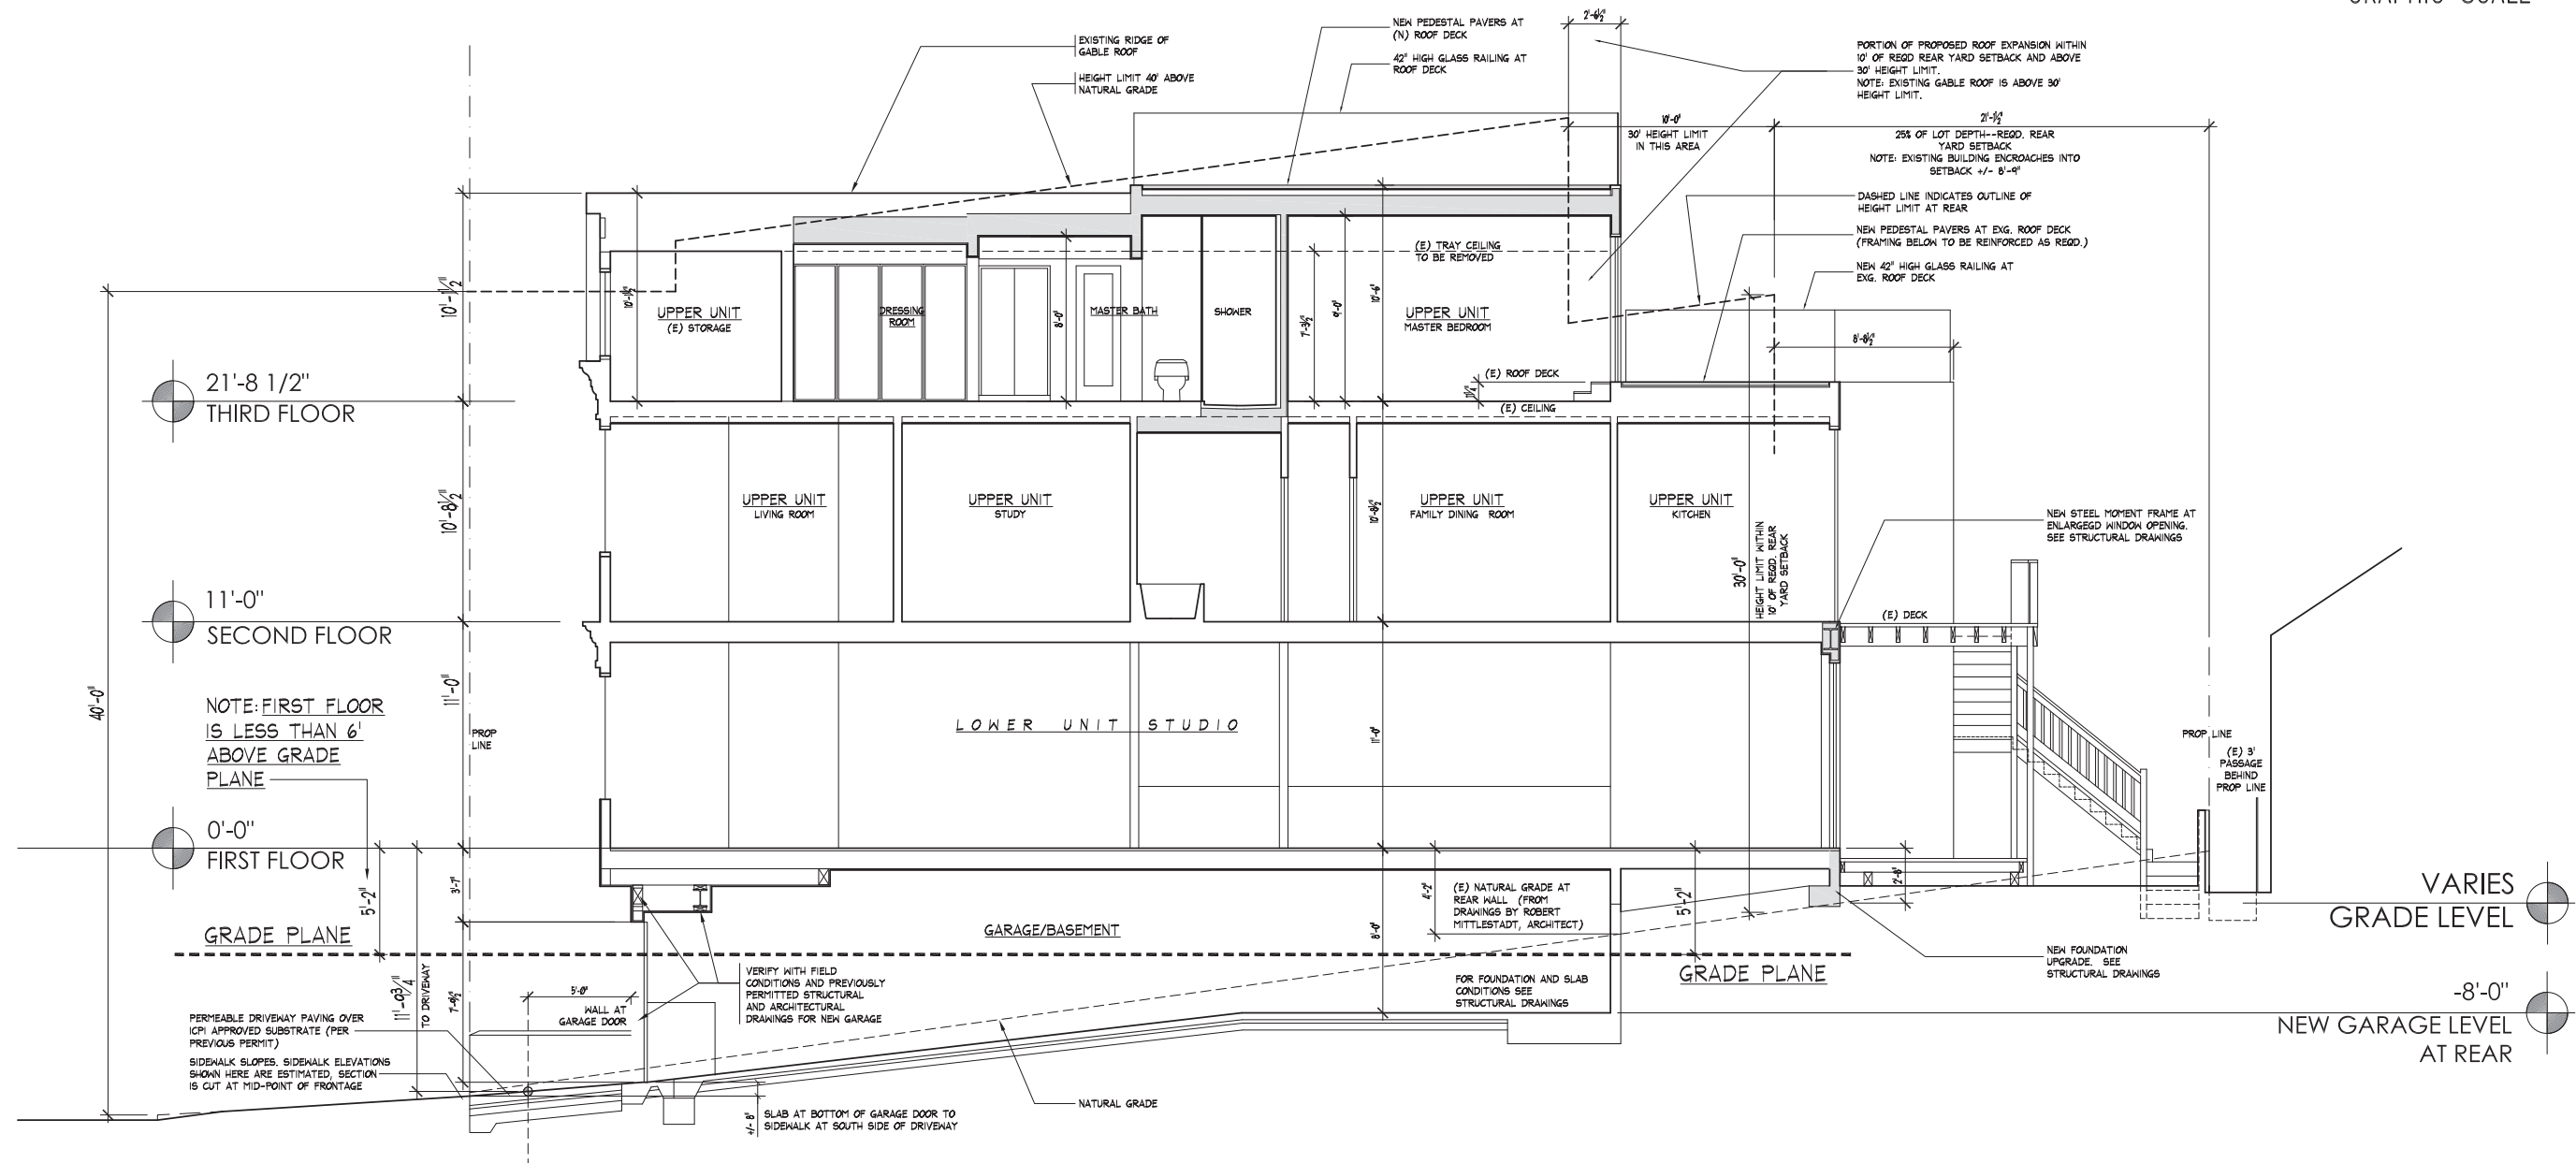 GRAPHIC SCALE
2'-6½"
EXISTING RIDGE OF
GABLE ROOF
HEIGHT LIMIT 40' ABOVE
NATURAL GRADE
NEW PEDESTAL PAVERS AT
(N) ROOF DECK
42" HIGH GLASS RAILING AT
ROOF DECK
PORTION OF PROPOSED ROOF EXPANSION WITHIN
10' OF REQD REAR YARD SETBACK AND ABOVE
30' HEIGHT LIMIT.
NOTE: EXISTING GABLE ROOF IS ABOVE 30'
HEIGHT LIMIT.
10'-0"
30' HEIGHT LIMIT
IN THIS AREA
21'-½"
25% OF LOT DEPTH--REQD. REAR
YARD SETBACK
NOTE: EXISTING BUILDING ENCROACHES INTO
SETBACK +/- 8'-9"
DASHED LINE INDICATES OUTLINE OF
HEIGHT LIMIT AT REAR
NEW PEDESTAL PAVERS AT EXG. ROOF DECK
(FRAMING BELOW TO BE REINFORCED AS REQD.)
NEW 42" HIGH GLASS RAILING AT
EXG. ROOF DECK
8'-8½"
(E) TRAY CEILING
TO BE REMOVED
10'-1½"
10'-1½"
UPPER UNIT
(E) STORAGE
DRESSING
ROOM
8'-0"
MASTER BATH
SHOWER
7'-3½"
9'-0"
10'-6"
UPPER UNIT
MASTER BEDROOM
(E) ROOF DECK
(E) CEILING
21'-8 1/2"
THIRD FLOOR
10'-8½"
UPPER UNIT
LIVING ROOM
UPPER UNIT
STUDY
10'-8½"
UPPER UNIT
FAMILY DINING ROOM
UPPER UNIT
KITCHEN
30'-0"
HEIGHT LIMIT WITHIN
10' OF REQD. REAR
YARD SETBACK
NEW STEEL MOMENT FRAME AT
ENLARGEGD WINDOW OPENING.
SEE STRUCTURAL DRAWINGS
(E) DECK
11'-0"
SECOND FLOOR
40'-0"
11'-0"
NOTE: FIRST FLOOR
IS LESS THAN 6'
ABOVE GRADE
PLANE
PROP
LINE
LOWER UNIT STUDIO
11'-0"
PROP LINE
(E) 3'
PASSAGE
BEHIND
PROP LINE
0'-0"
FIRST FLOOR
5'-2"
3'-7"
4'-2"
(E) NATURAL GRADE AT
REAR WALL (FROM
DRAWINGS BY ROBERT
MITTLESTADT, ARCHITECT)
5'-2"
2'-8"
VARIES
GRADE LEVEL
GRADE PLANE
GARAGE/BASEMENT
8'-0"
GRADE PLANE
NEW FOUNDATION
UPGRADE. SEE
STRUCTURAL DRAWINGS
11'-9¾"
TO DRIVEWAY
5'-0"
WALL AT
GARAGE DOOR
VERIFY WITH FIELD
CONDITIONS AND PREVIOUSLY
PERMITTED STRUCTURAL
AND ARCHITECTURAL
DRAWINGS FOR NEW GARAGE
FOR FOUNDATION AND SLAB
CONDITIONS SEE
STRUCTURAL DRAWINGS
-8'-0"
NEW GARAGE LEVEL
AT REAR
PERMEABLE DRIVEWAY PAVING OVER
ICPI APPROVED SUBSTRATE (PER
PREVIOUS PERMIT)
SIDEWALK SLOPES. SIDEWALK ELEVATIONS
SHOWN HERE ARE ESTIMATED, SECTION
IS CUT AT MID-POINT OF FRONTAGE
+/- 8"
SLAB AT BOTTOM OF GARAGE DOOR TO
SIDEWALK AT SOUTH SIDE OF DRIVEWAY
NATURAL GRADE